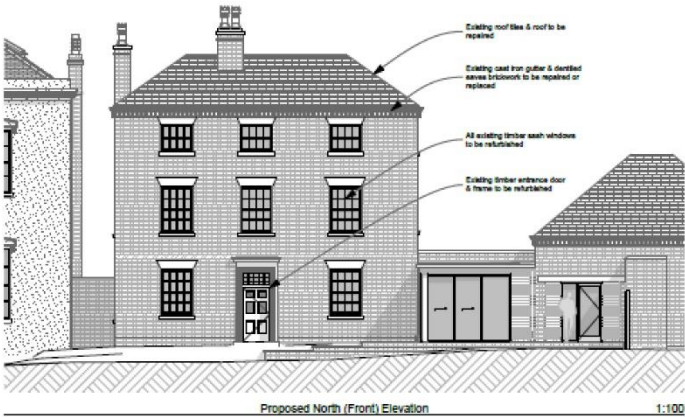 Existing roof tiles & roof to be
repaired
Existing cast iron gutter & dentiled
eaves brickwork to be repaired or
replaced
All existing timber sash windows
to be refurbished
Existing timber entrance door
& frame to be refurbished
Proposed North (Front) Elevation
1:100